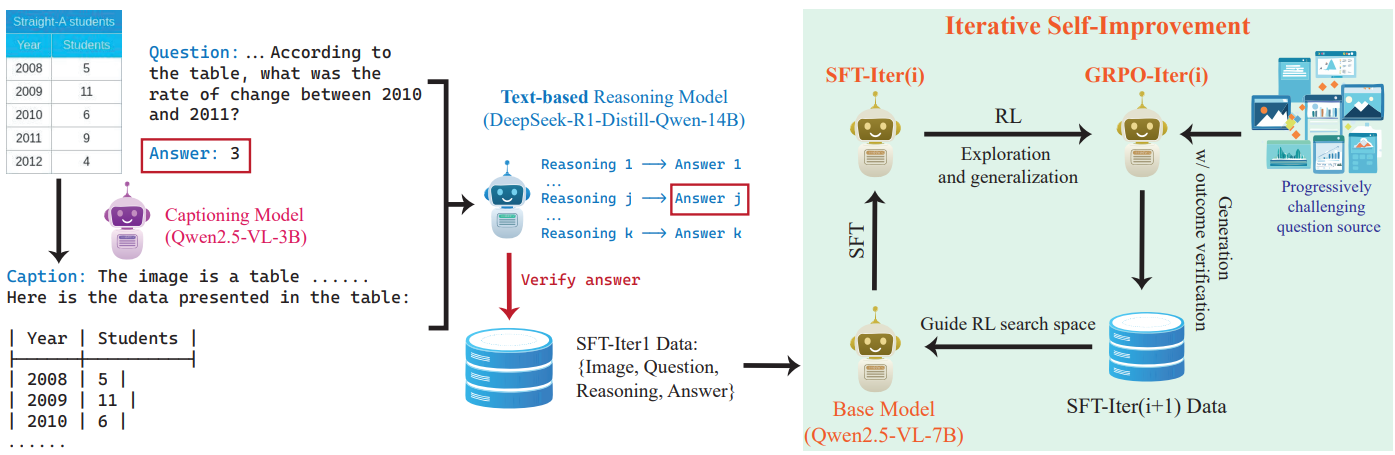 Straight-A students
Year Students
2008 5
2009 11
2010 6
2011 9
2012 4
Question: ... According to
the table, what was the
rate of change between 2010
and 2011?
Answer: 3
Captioning Model
(Qwen2.5-VL-3B)
Caption: The image is a table ......
Here is the data presented in the table:
| Year | Students |
| 2008 | 5 |
| 2009 | 11 |
| 2010 | 6 |
......
Text-based Reasoning Model
(DeepSeek-R1-Distill-Qwen-14B)
Reasoning 1 → Answer 1
...
Reasoning j → Answer j
...
Reasoning k → Answer k
Verify answer
SFT-Iter1 Data:
{Image, Question,
Reasoning, Answer}
Iterative Self-Improvement
SFT-Iter(i)
RL
Exploration
and generalization
GRPO-Iter(i)
Progressively
challenging
question source
Generation
w/ outcome verification
SFT
Guide RL search space
Base Model
(Qwen2.5-VL-7B)
SFT-Iter(i+1) Data